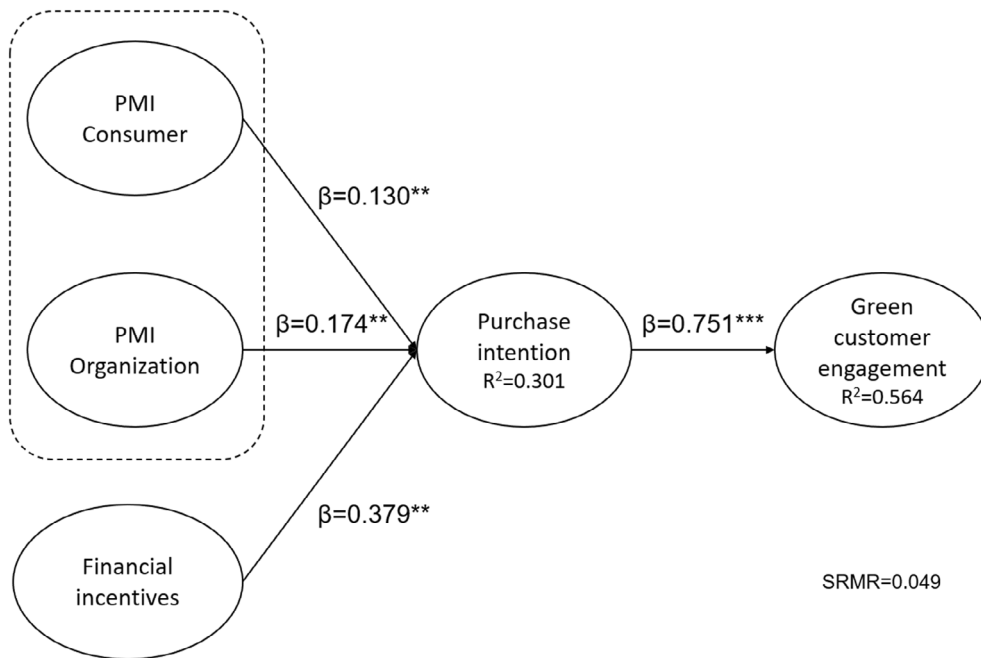 PMI
Consumer
β=0.130**
PMI
Organization
β=0.174**
Purchase
intention
R²=0.301
β=0.751***
Green
customer
engagement
R²=0.564
β=0.379**
Financial
incentives
SRMR=0.049